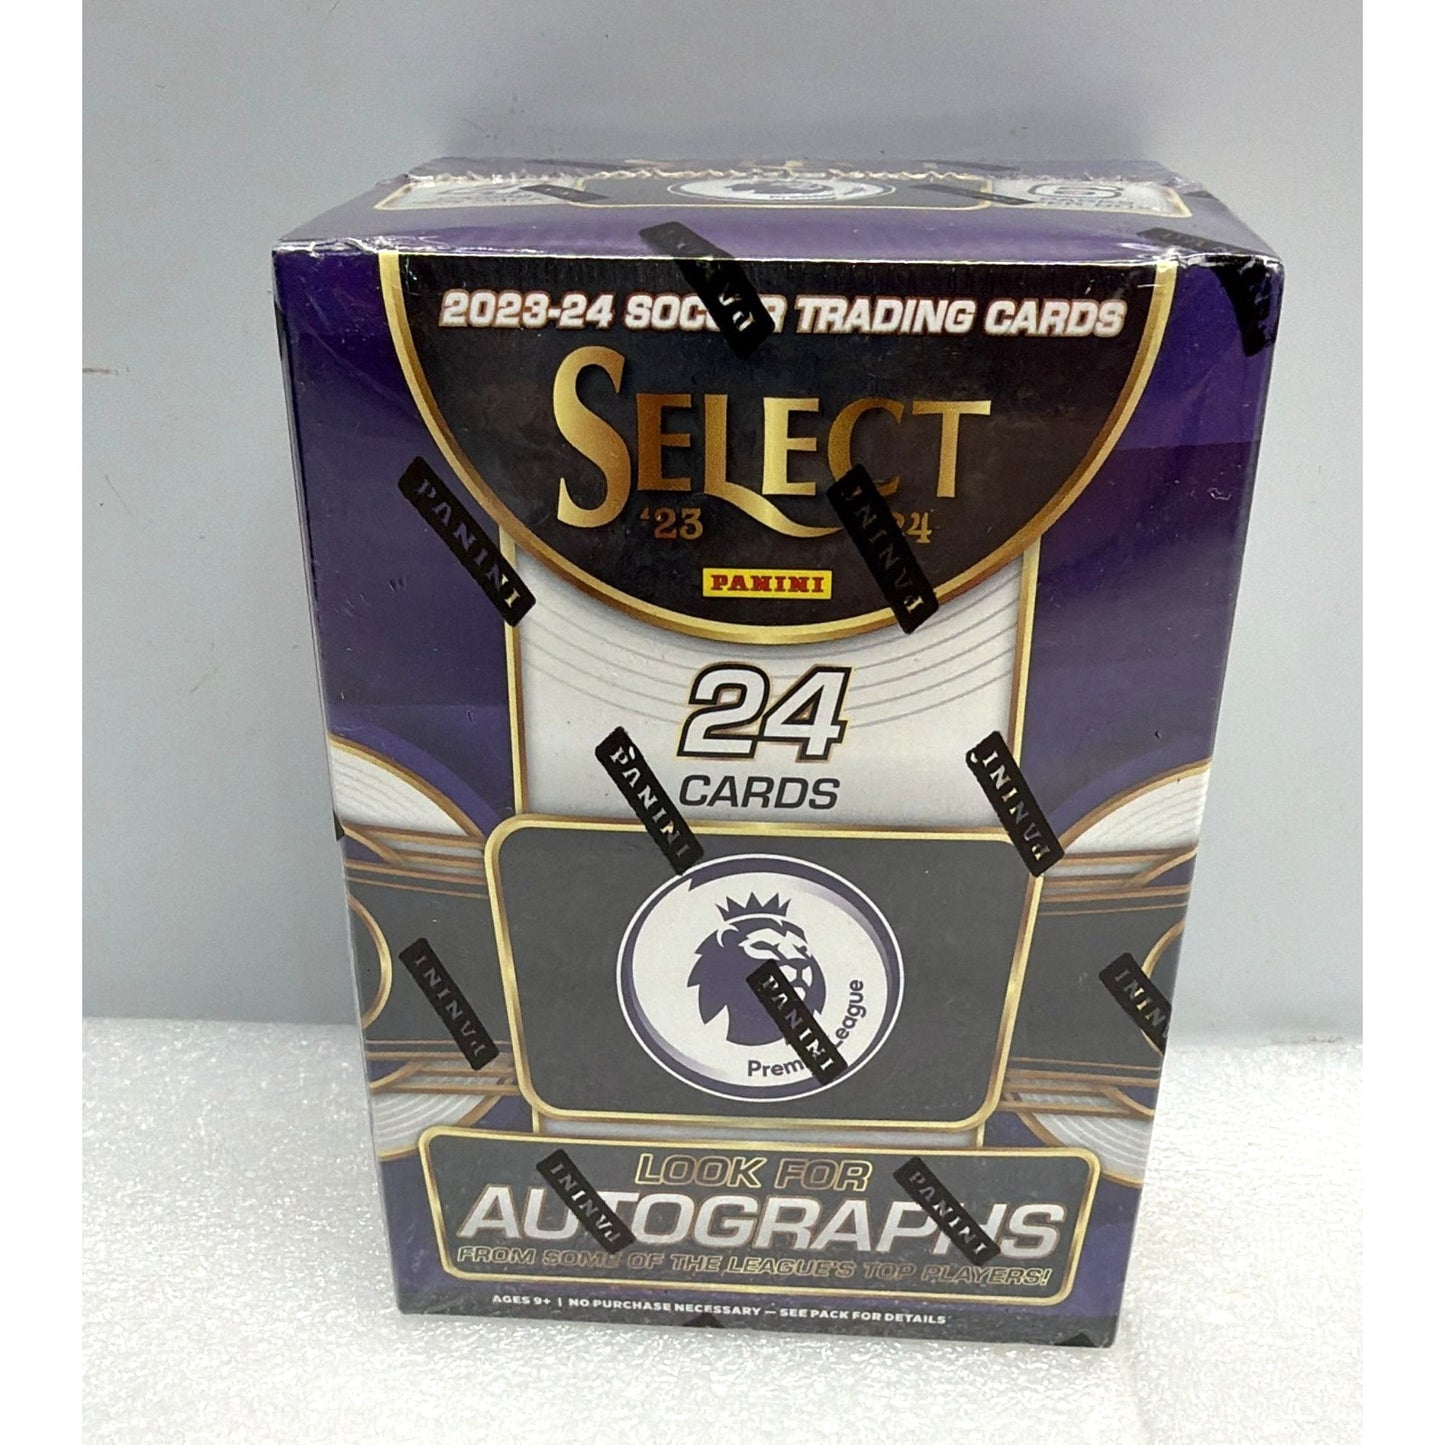 2023-24 SOCCER TRADING CARDS
SELECT
'23 24
PANINI
24
CARDS
Premier League
LOOK FOR
AUTOGRAPHS
FROM SOME OF THE LEAGUE'S TOP PLAYERS!
AGES 9+ | NO PURCHASE NECESSARY — SEE PACK FOR DETAILS
PANINI
PANINI
PANINI
PANINI
PANINI
PANINI
PANINI
PANINI
PANINI
PANINI